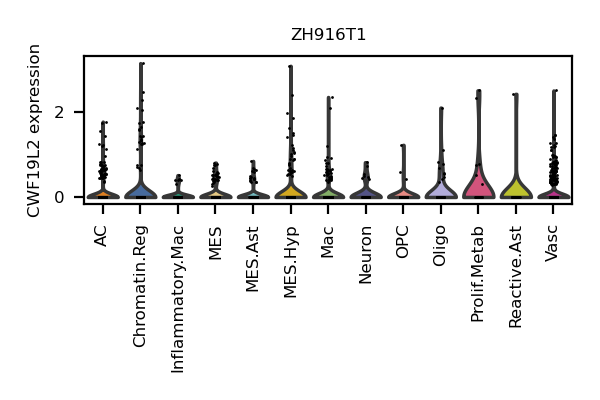 ZH916T1
CWF19L2 expression
2
0
AC
Chromatin.Reg
Inflammatory.Mac
MES
MES.Ast
MES.Hyp
Mac
Neuron
OPC
Oligo
Prolif.Metab
Reactive.Ast
Vasc